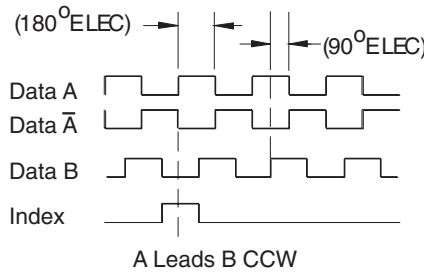 (180°ELEC)
(90°ELEC)
Data A
Data A̅
Data B
Index
A Leads B CCW